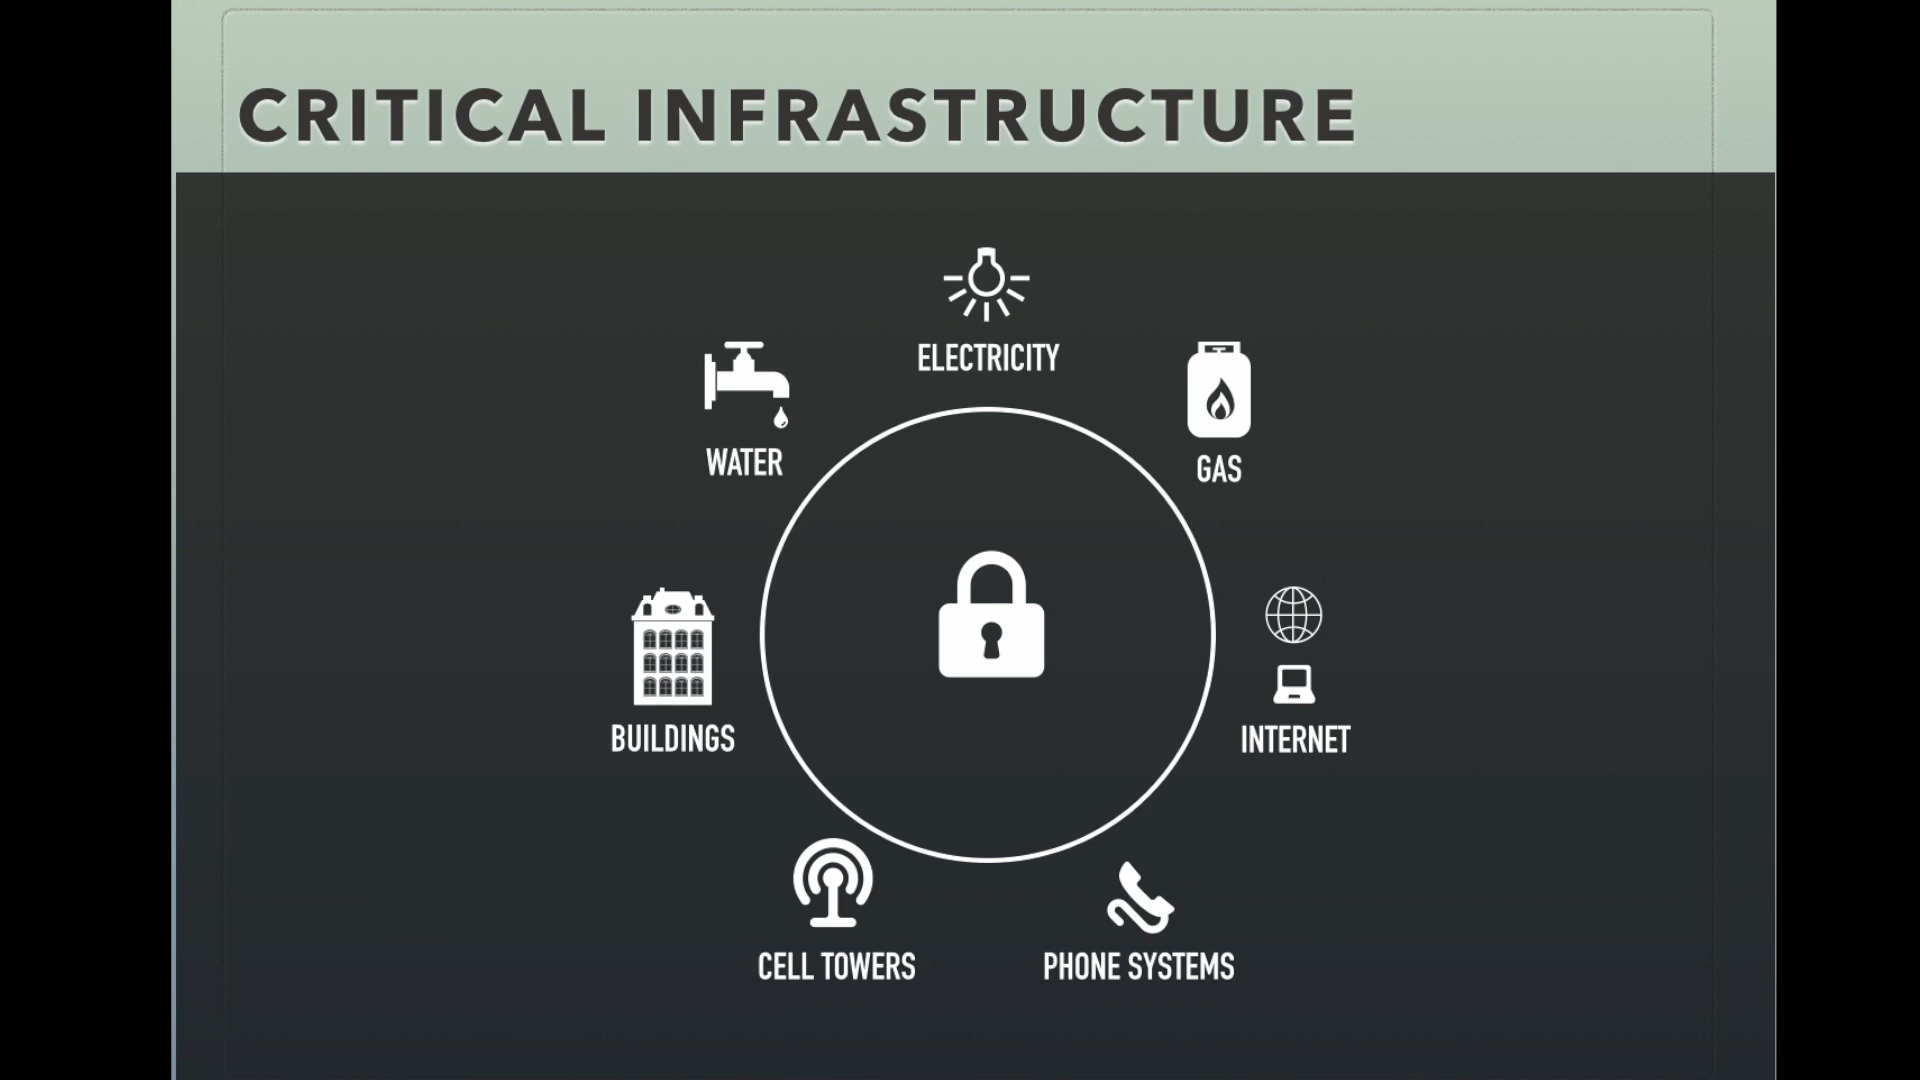 CRITICAL INFRASTRUCTURE
ELECTRICITY
WATER
GAS
BUILDINGS
INTERNET
CELL TOWERS
PHONE SYSTEMS